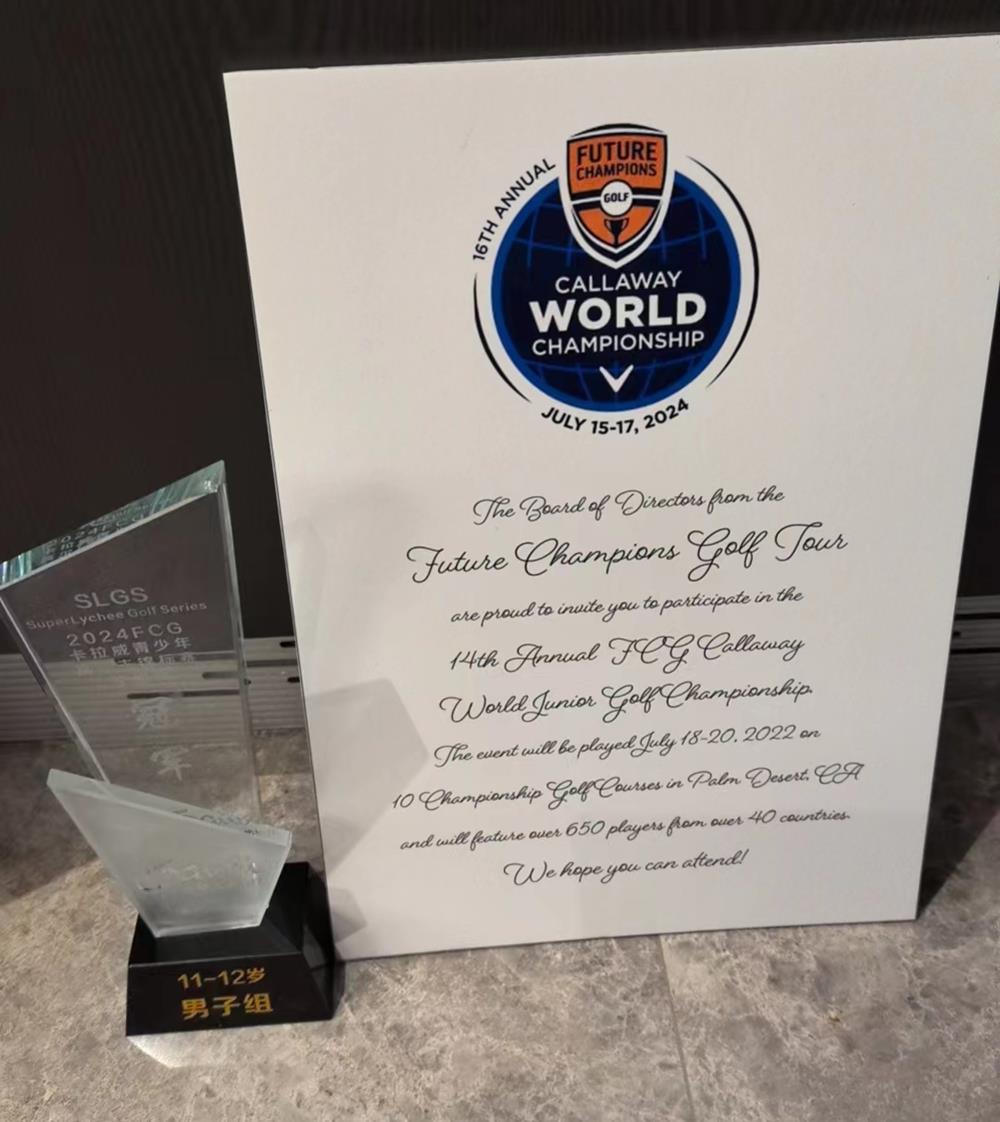 FUTURE
CHAMPIONS
GOLF
16TH ANNUAL
CALLAWAY
WORLD
CHAMPIONSHIP
JULY 15-17, 2024
The Board of Directors from the
Future Champions Golf Tour
are proud to invite you to participate in the
14th Annual FCG Callaway
World Junior Golf Championship.
The event will be played July 18-20, 2022 on
10 Championship Golf Courses in Palm Desert, CA
and will feature over 650 players from over 40 countries.
We hope you can attend!
SLGS
SuperLychee Golf Series
2024FCG
卡拉威青少年
冠
军
11-12岁
男子组